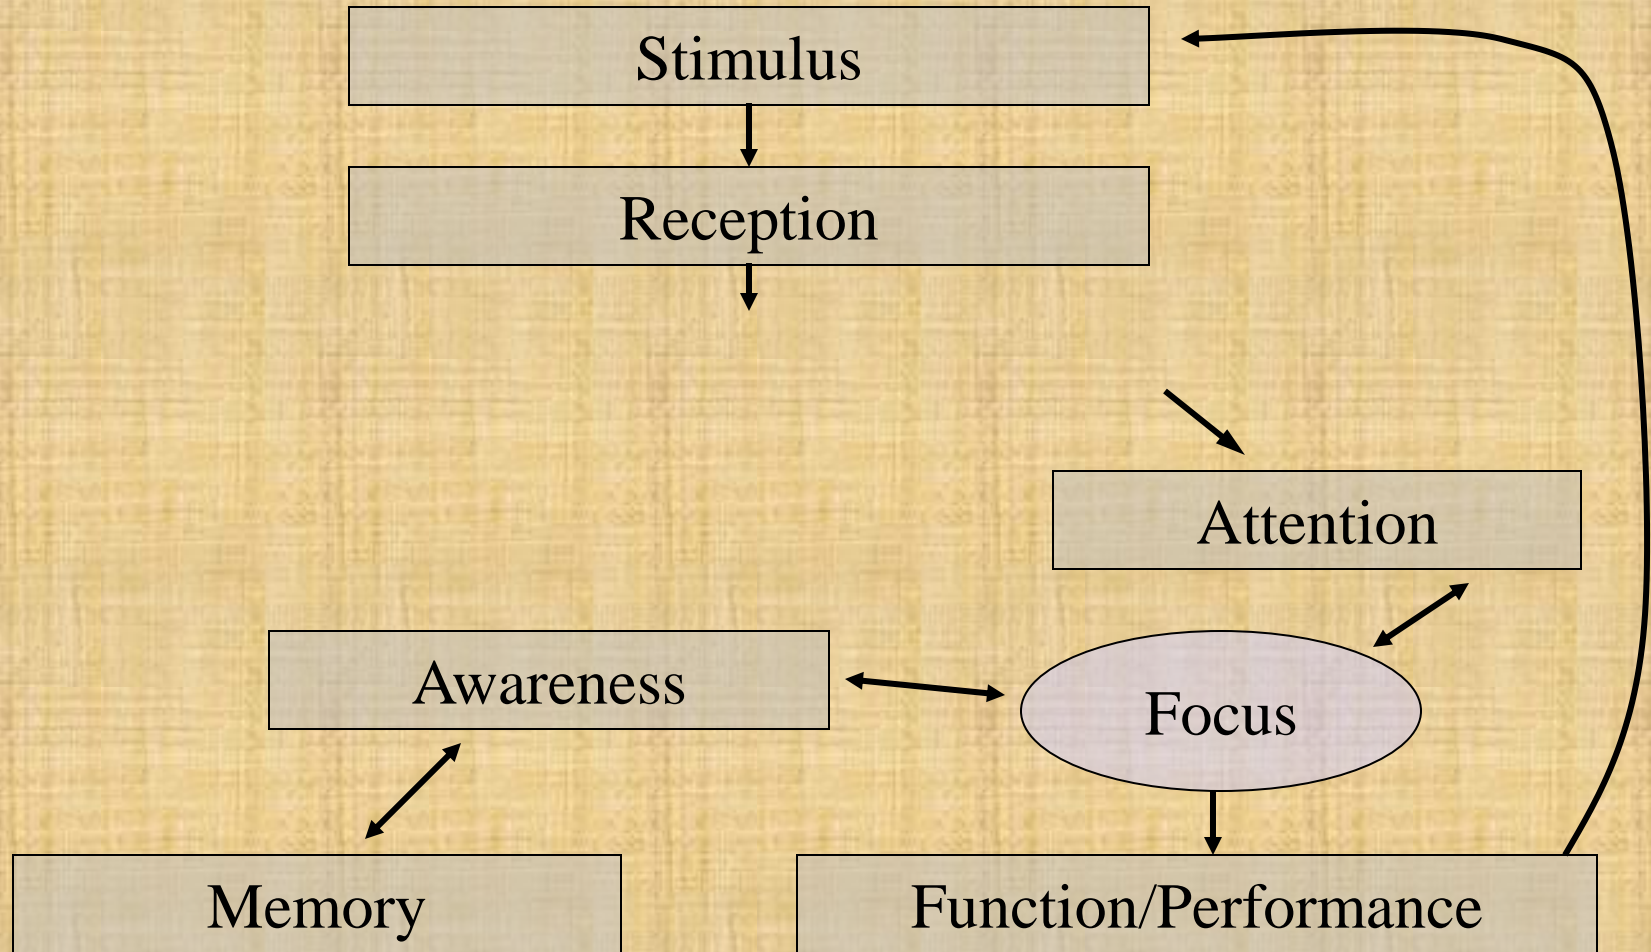 Stimulus
Reception
Attention
Awareness
Focus
Memory
Function/Performance